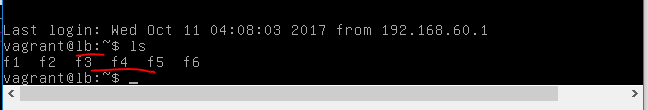 Last login: Wed Oct 11 04:08:03 2017 from 192.168.60.1
vagrant@lb:~$ ls
f1 f2 f3 f4 f5 f6
vagrant@lb:~$ _